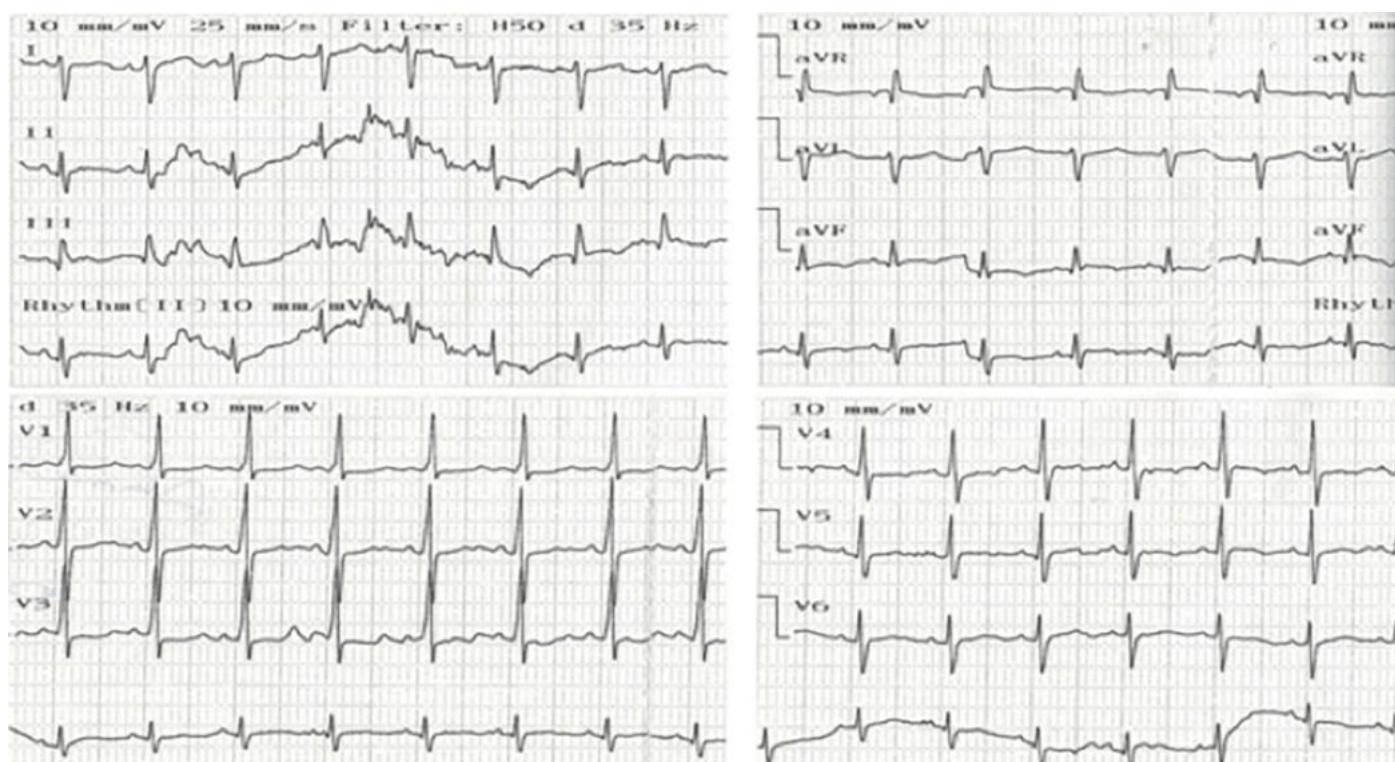 10 mm/mV 25 mm/s Filter: H50 d 35 Hz
I
II
III
Rhythm(II) 10 mm/mV
10 mm/mV 10 mm
aVR aVR
aVL aVL
aVF aVF
Rhyth
d 35 Hz 10 mm/mV
V1
V2
V3
10 mm/mV
V4
V5
V6